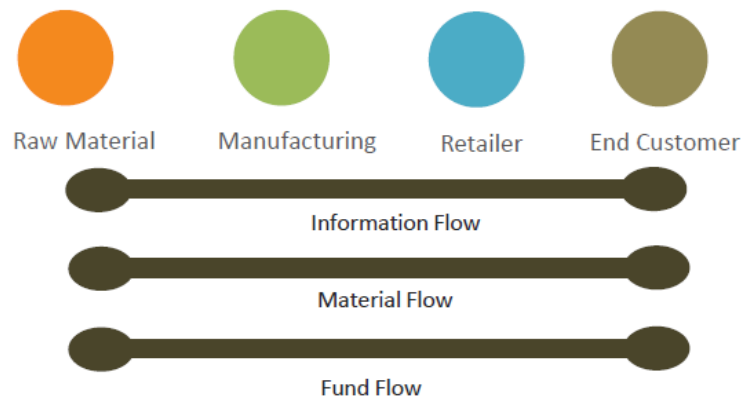 Raw Material
Manufacturing
Retailer
End Customer
Information Flow
Material Flow
Fund Flow